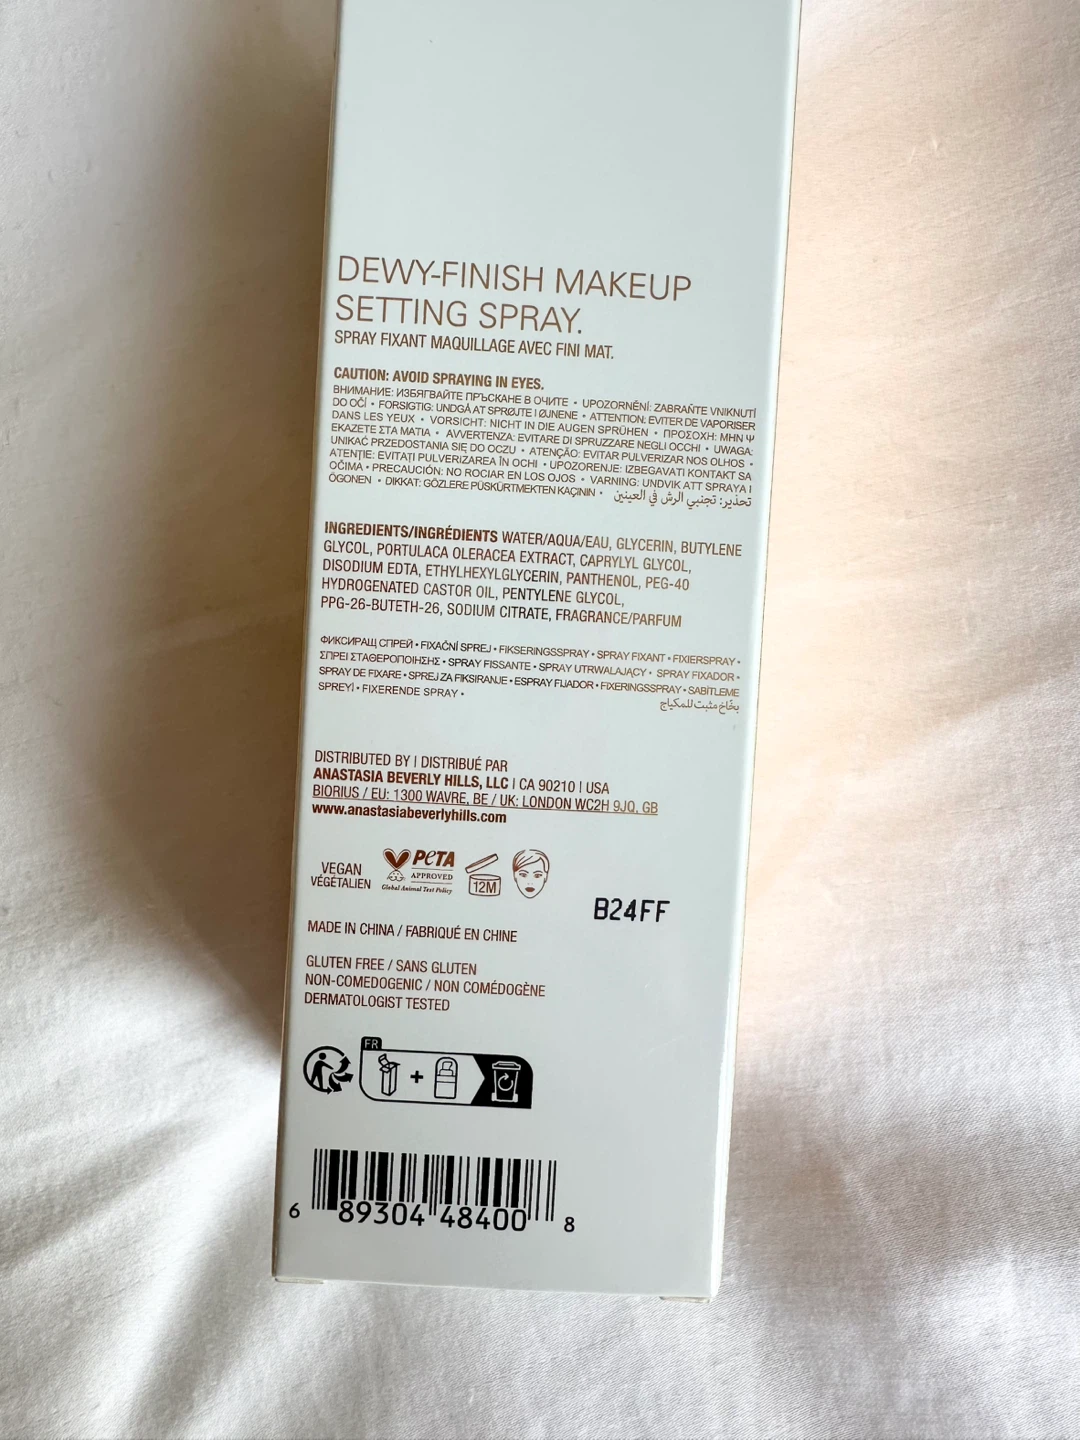 DEWY-FINISH MAKEUP
SETTING SPRAY.
SPRAY FIXANT MAQUILLAGE AVEC FINI MAT.
CAUTION: AVOID SPRAYING IN EYES.
ВНИМАНИЕ: ИЗБЯГВАЙТЕ ПРЪСКАНЕ В ОЧИТЕ • UPOZORNĚNÍ: ZABRAŇTE VNIKNUTÍ
DO OČÍ • FORSIGTIG: UNDGÅ AT SPRØJTE I ØJNENE • ATTENTION: EVITER DE VAPORISER
DANS LES YEUX • VORSICHT: NICHT IN DIE AUGEN SPRÜHEN • ΠΡΟΣΟΧΗ: ΜΗΝ Ψ
ΕΚΑΖΕΤΕ ΣΤΑ ΜΑΤΙΑ • AVVERTENZA: EVITARE DI SPRUZZARE NEGLI OCCHI • UWAGA:
UNIKAĆ PRZEDOSTANIA SIĘ DO OCZU • ATENÇÃO: EVITAR PULVERIZAR NOS OLHOS •
ATENȚIE: EVITAȚI PULVERIZAREA ÎN OCHI • UPOZORENJE: IZBEGAVATI KONTAKT SA
OČIMA • PRECAUCIÓN: NO ROCIAR EN LOS OJOS • VARNING: UNDVIK ATT SPRAYA I
ÖGONEN • DIKKAT: GÖZLERE PÜSKÜRTMEKTEN KAÇININ • تحذير: تجنبي الرش في العينين
INGREDIENTS/INGRÉDIENTS WATER/AQUA/EAU, GLYCERIN, BUTYLENE
GLYCOL, PORTULACA OLERACEA EXTRACT, CAPRYLYL GLYCOL,
DISODIUM EDTA, ETHYLHEXYLGLYCERIN, PANTHENOL, PEG-40
HYDROGENATED CASTOR OIL, PENTYLENE GLYCOL,
PPG-26-BUTETH-26, SODIUM CITRATE, FRAGRANCE/PARFUM
ФИКСИРАЩ СПРЕЙ • FIXAČNÍ SPREJ • FIKSERINGSSPRAY • SPRAY FIXANT • FIXIERSPRAY •
ΣΠΡΕΙ ΣΤΑΘΕΡΟΠΟΙΗΣΗΣ • SPRAY FISSANTE • SPRAY UTRWALAJĄCY • SPRAY FIXADOR •
SPRAY DE FIXARE • SPREJ ZA FIKSIRANJE • ESPRAY FIJADOR • FIXERINGSSPRAY • SABİTLEME
SPREYİ • FIXERENDE SPRAY •
بخّاخ مثبت للمكياج
DISTRIBUTED BY | DISTRIBUÉ PAR
ANASTASIA BEVERLY HILLS, LLC | CA 90210 | USA
BIORIUS / EU: 1300 WAVRE, BE / UK: LONDON WC2H 9JQ, GB
www.anastasiabeverlyhills.com
VEGAN
VÉGÉTALIEN
PETA
APPROVED
Global Animal Test Policy
12M
B24FF
MADE IN CHINA / FABRIQUÉ EN CHINE
GLUTEN FREE / SANS GLUTEN
NON-COMEDOGENIC / NON COMÉDOGÈNE
DERMATOLOGIST TESTED
FR
+
6 89304 48400 8